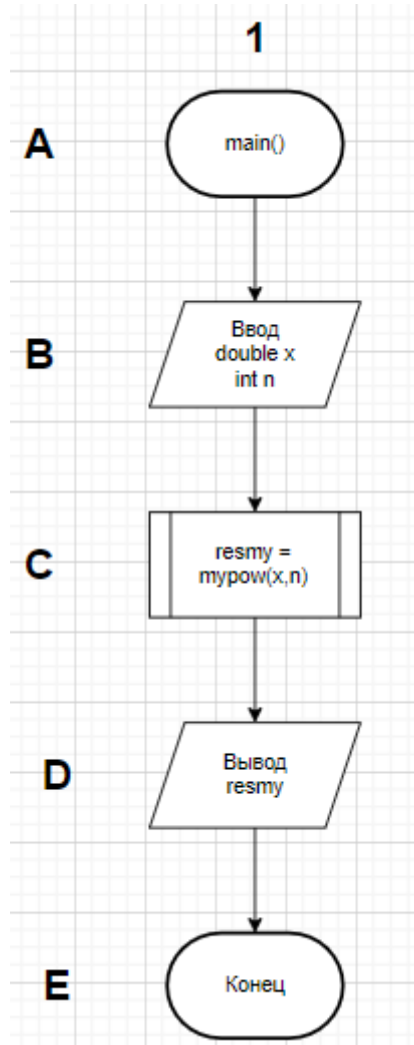 1
A
main()
B
Ввод
double x
int n
C
resmy =
mypow(x,n)
D
Вывод
resmy
E
Конец